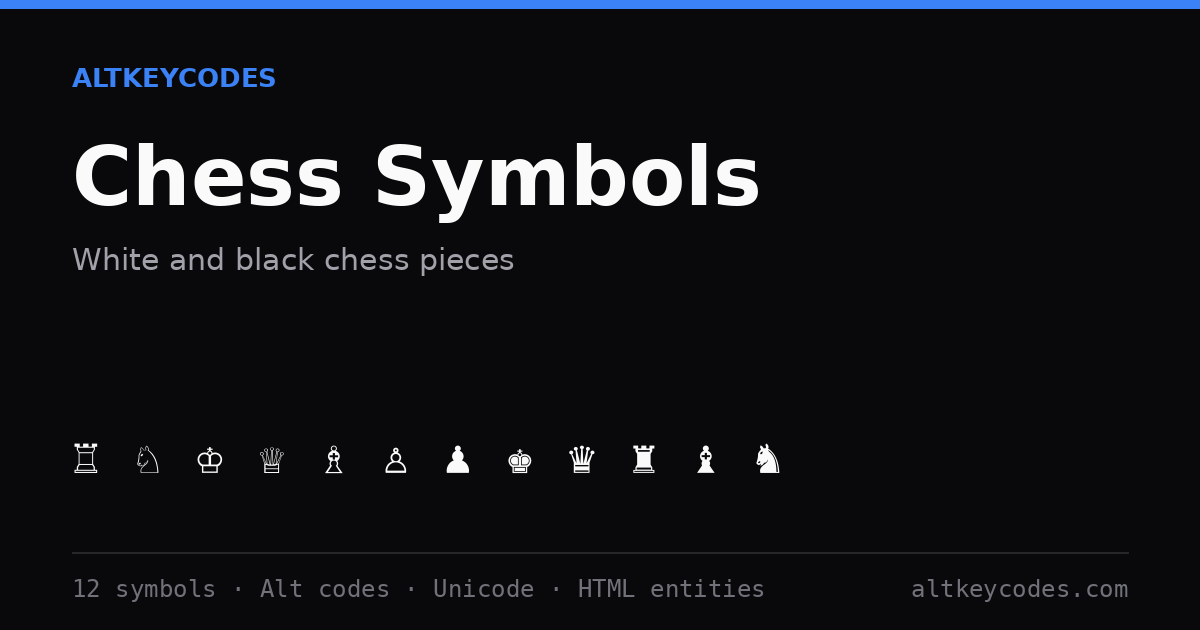 ALTKEYCODES
Chess Symbols
White and black chess pieces
♖ ♘ ♔ ♕ ♗ ♙ ♟ ♚ ♛ ♜ ♝ ♞
12 symbols · Alt codes · Unicode · HTML entities altkeycodes.com